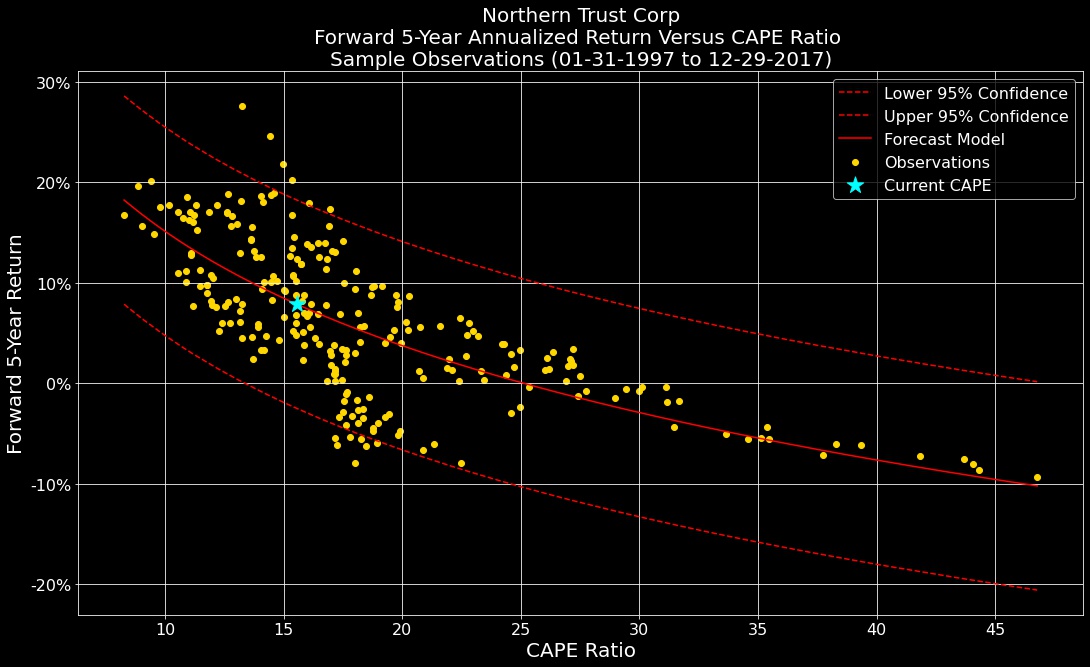 Northern Trust Corp
Forward 5-Year Annualized Return Versus CAPE Ratio
Sample Observations (01-31-1997 to 12-29-2017)
Lower 95% Confidence
Upper 95% Confidence
Forecast Model
Observations
Current CAPE
Forward 5-Year Return
30%
20%
10%
0%
-10%
-20%
10 15 20 25 30 35 40 45
CAPE Ratio